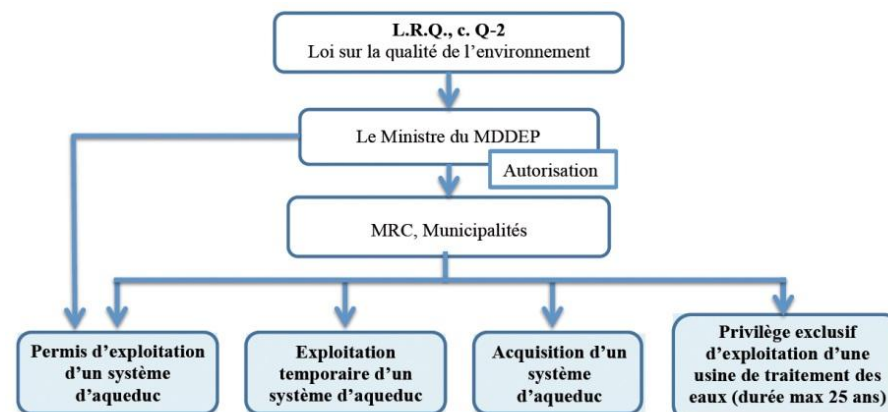 L.R.Q., c. Q-2
Loi sur la qualité de l’environnement
Le Ministre du MDDEP
Autorisation
MRC, Municipalités
Permis d’exploitation
d’un système
d’aqueduc
Exploitation
temporaire d’un
système d’aqueduc
Acquisition d’un
système
d’aqueduc
Privilège exclusif
d’exploitation d’une
usine de traitement des
eaux (durée max 25 ans)